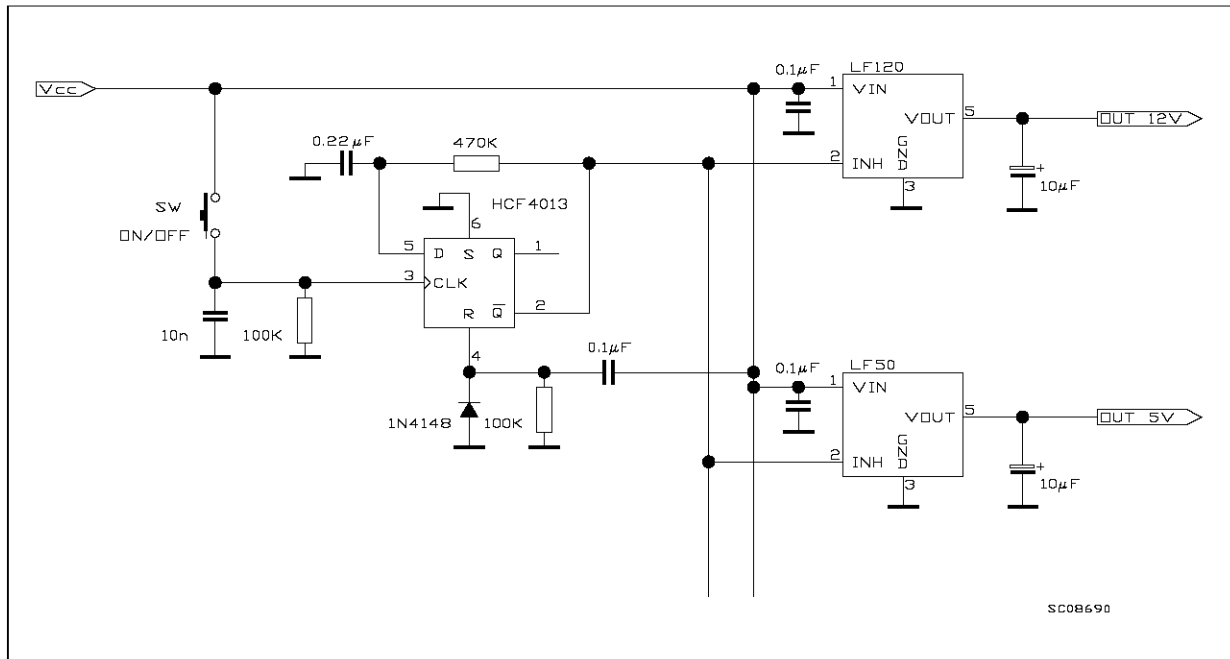 Vcc
0.1µF
LF120
1
VIN
VOUT
5
OUT 12V
0.22µF
470K
2
INH
GND
3
+
10µF
SW
ON/OFF
HCF4013
6
5
D
S
Q
1
3
CLK
R
Q̅
2
4
10n
100K
0.1µF
1N4148
100K
0.1µF
LF50
1
VIN
VOUT
5
OUT 5V
2
INH
GND
3
+
10µF
SC08690